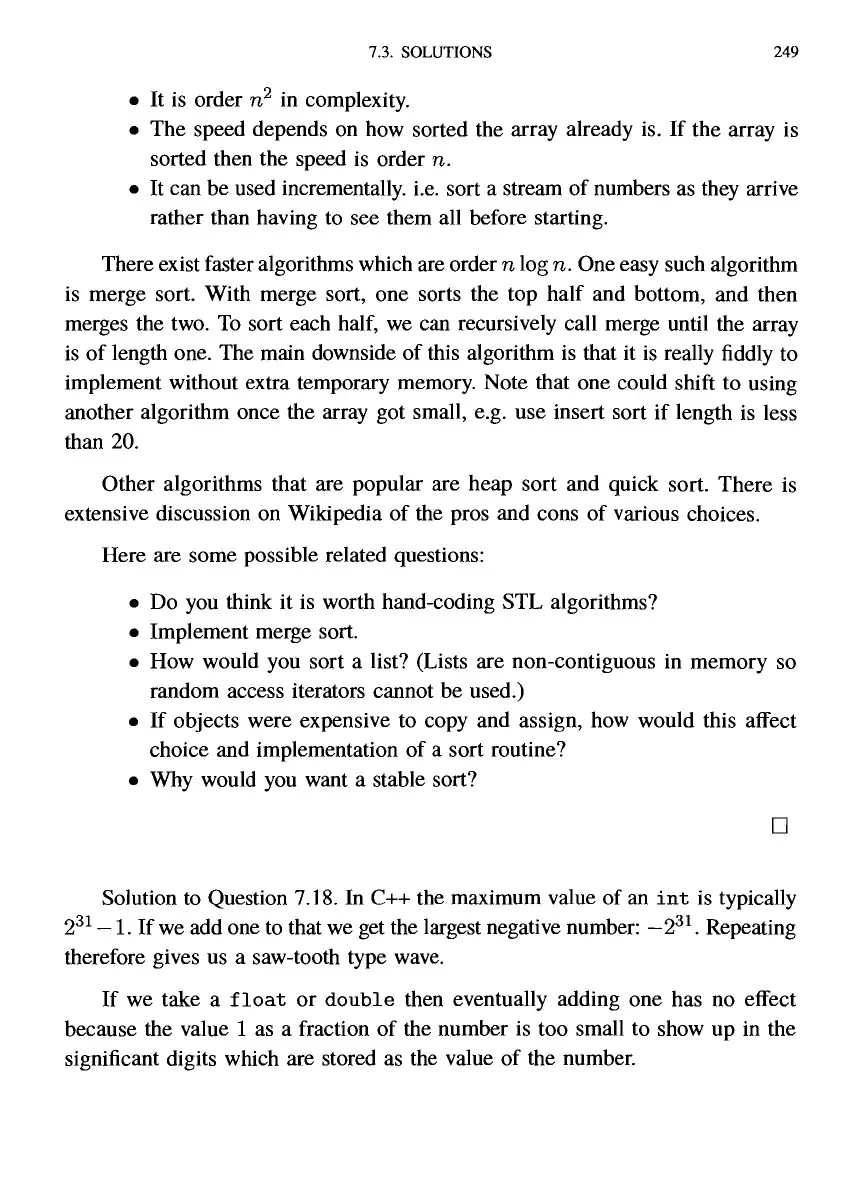 7.3. SOLUTIONS 249
• It is order n² in complexity.
• The speed depends on how sorted the array already is. If the array is
sorted then the speed is order n.
• It can be used incrementally. i.e. sort a stream of numbers as they arrive
rather than having to see them all before starting.
There exist faster algorithms which are order n log n. One easy such algorithm
is merge sort. With merge sort, one sorts the top half and bottom, and then
merges the two. To sort each half, we can recursively call merge until the array
is of length one. The main downside of this algorithm is that it is really fiddly to
implement without extra temporary memory. Note that one could shift to using
another algorithm once the array got small, e.g. use insert sort if length is less
than 20.
Other algorithms that are popular are heap sort and quick sort. There is
extensive discussion on Wikipedia of the pros and cons of various choices.
Here are some possible related questions:
• Do you think it is worth hand-coding STL algorithms?
• Implement merge sort.
• How would you sort a list? (Lists are non-contiguous in memory so
random access iterators cannot be used.)
• If objects were expensive to copy and assign, how would this affect
choice and implementation of a sort routine?
• Why would you want a stable sort?
□
Solution to Question 7.18. In C++ the maximum value of an int is typically
2³¹ – 1. If we add one to that we get the largest negative number: –2³¹. Repeating
therefore gives us a saw-tooth type wave.
If we take a float or double then eventually adding one has no effect
because the value 1 as a fraction of the number is too small to show up in the
significant digits which are stored as the value of the number.